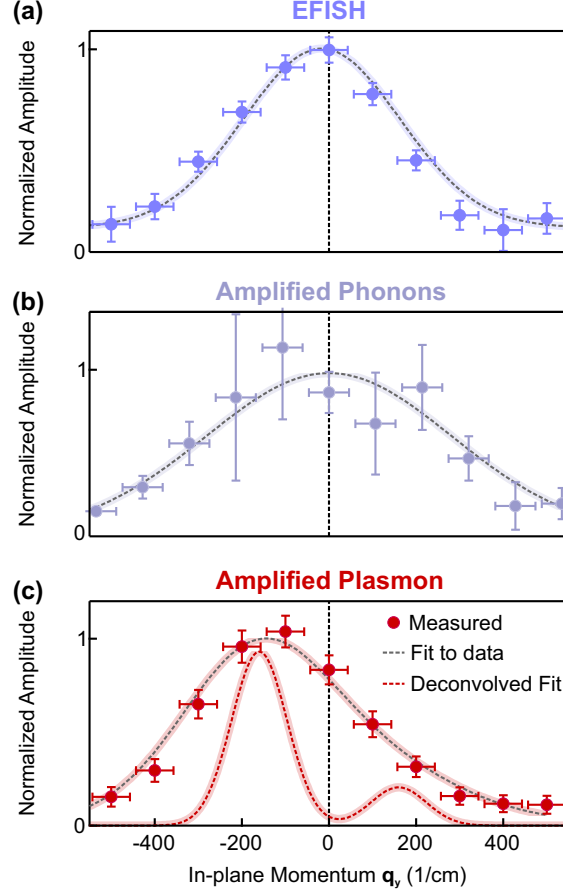 (a)
EFISH
1
0
Normalized Amplitude
(b)
Amplified Phonons
1
0
Normalized Amplitude
(c)
Amplified Plasmon
1
0
Normalized Amplitude
Measured
Fit to data
Deconvolved Fit
-400
-200
0
200
400
In-plane Momentum qᵧ (1/cm)